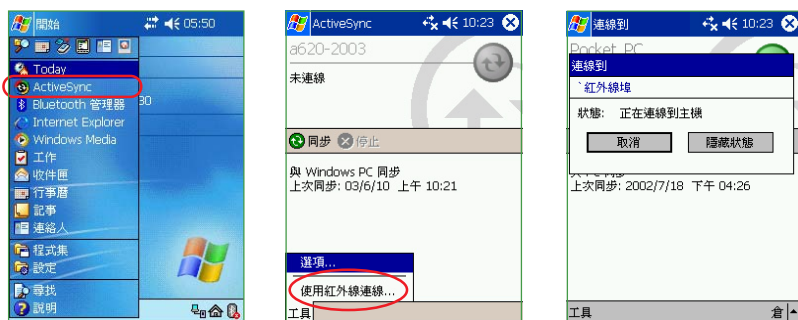 開始
05:50
Today
ActiveSync
Bluetooth 管理器
Internet Explorer
Windows Media
工作
收件匣
行事曆
記事
連絡人
程式集
設定
尋找
說明
ActiveSync
10:23
a620-2003
未連線
同步
停止
與 Windows PC 同步
上次同步: 03/6/10 上午 10:21
選項...
使用紅外線連線...
工具
連線到
10:23
Pocket_PC
連線到
`紅外線埠
狀態: 正在連線到主機
取消
隱藏狀態
上次同步: 2002/7/18 下午 04:26
工具
倉